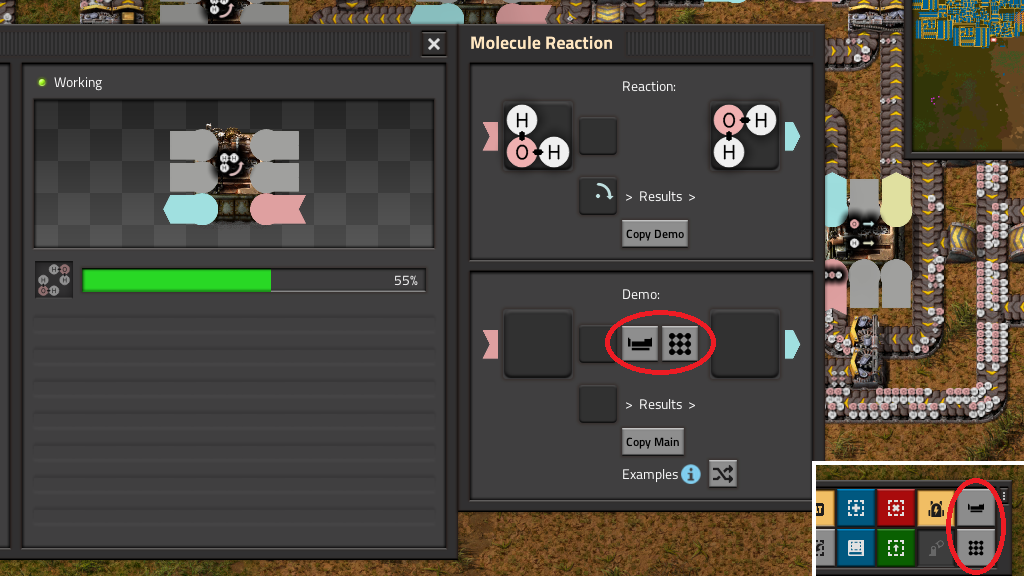 Molecule Reaction
Working
Reaction:
H
O H
O H
H
> Results >
Copy Demo
55%
Demo:
> Results >
Copy Main
Examples